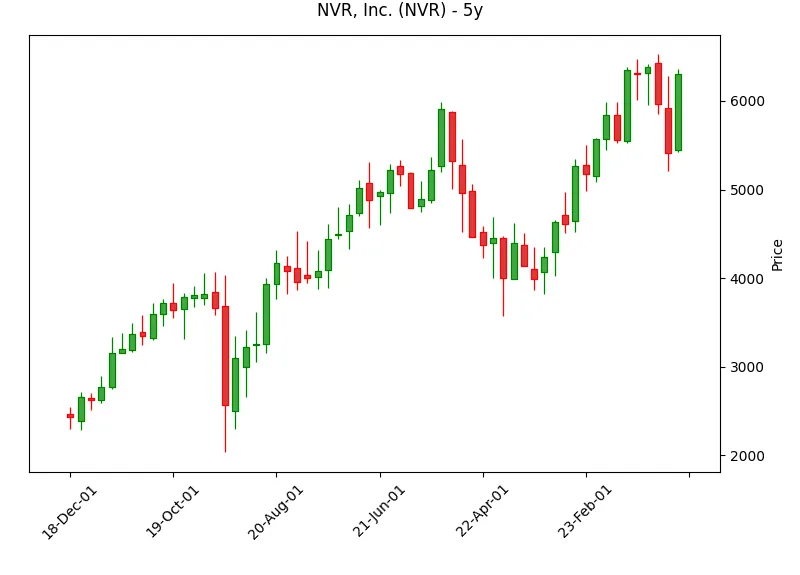 NVR, Inc. (NVR) - 5y
6000
5000
4000
3000
2000
Price
18-Dec-01
19-Oct-01
20-Aug-01
21-Jun-01
22-Apr-01
23-Feb-01